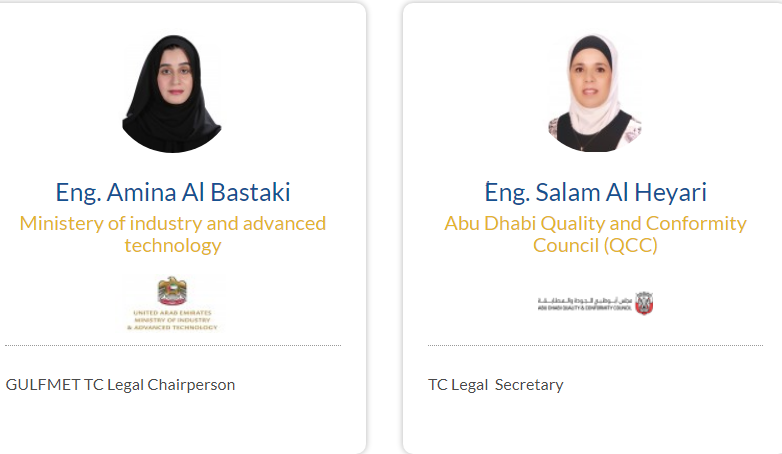 Eng. Amina Al Bastaki
Ministery of industry and advanced
technology
UNITED ARAB EMIRATES
MINISTRY OF INDUSTRY
& ADVANCED TECHNOLOGY
GULFMET TC Legal Chairperson
Eng. Salam Al Heyari
Abu Dhabi Quality and Conformity
Council (QCC)
مجلس أبوظبي للجودة والمطابقة
ABU DHABI QUALITY & CONFORMITY COUNCIL
TC Legal Secretary